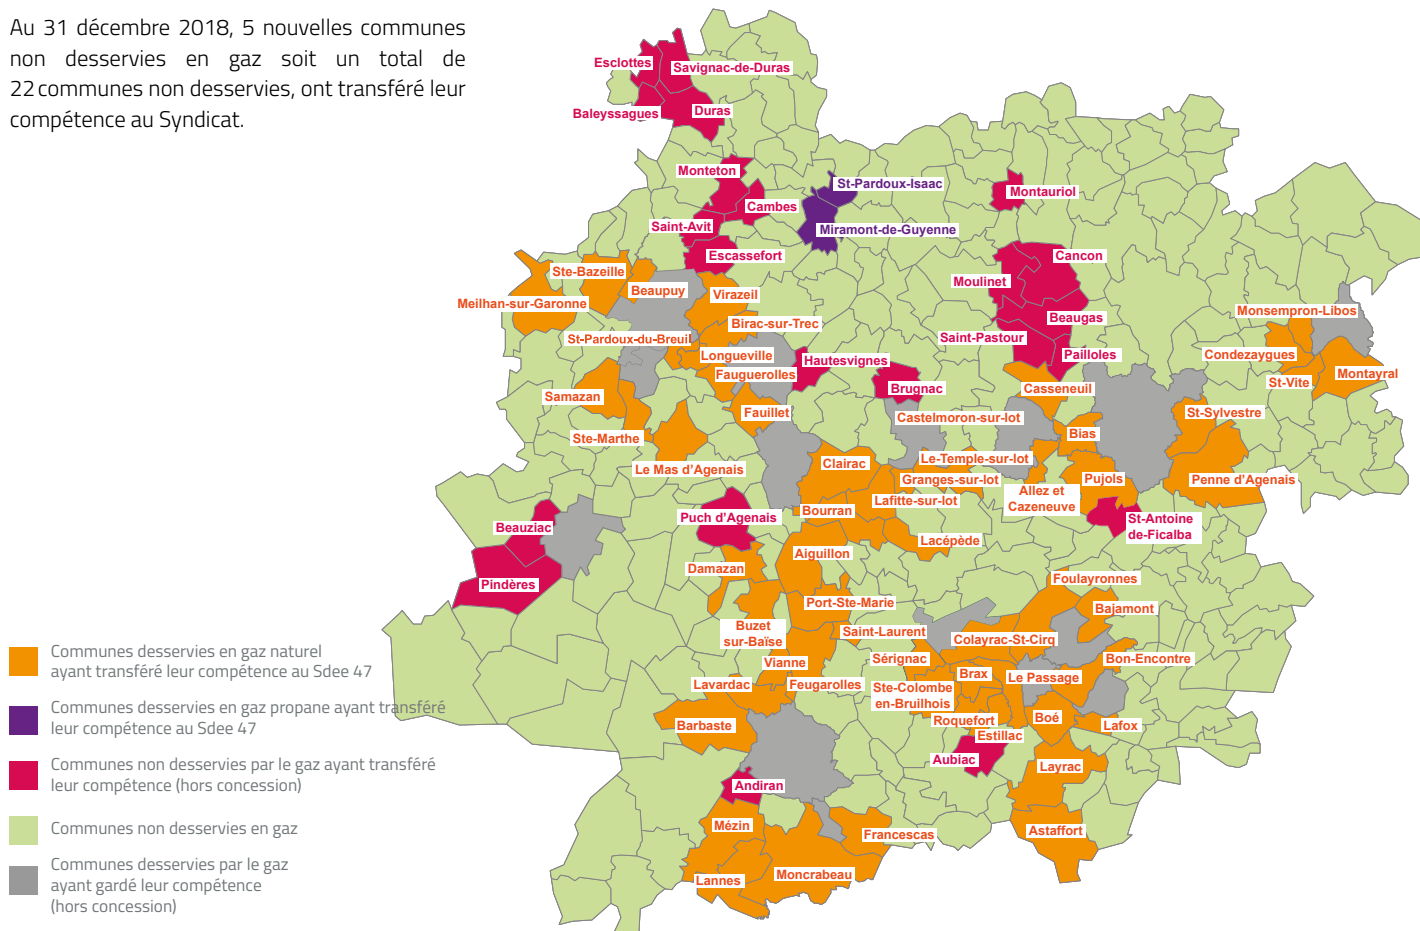 Au 31 décembre 2018, 5 nouvelles communes
non desservies en gaz soit un total de
22 communes non desservies, ont transféré leur
compétence au Syndicat.
Esclottes
Savignac-de-Duras
Baleyssagues
Duras
Monteton
St-Pardoux-Isaac
Montauriol
Cambes
Saint-Avit
Miramont-de-Guyenne
Escassefort
Cancon
Ste-Bazeille
Moulinet
Beaupuy
Virazeil
Meilhan-sur-Garonne
Monsempron-Libos
Beaugas
Birac-sur-Trec
St-Pardoux-du-Breuil
Saint-Pastour
Longueville
Pailloles
Condezaygues
Hautesvignes
Fauguerolles
Montayral
St-Vite
Brugnac
Casseneuil
Samazan
Fauillet
Castelmoron-sur-lot
St-Sylvestre
Ste-Marthe
Bias
Le-Temple-sur-lot
Clairac
Le Mas d'Agenais
Granges-sur-lot
Pujols
Penne d'Agenais
Allez et
Cazeneuve
Lafitte-sur-lot
Bourran
Puch d'Agenais
St-Antoine
de-Ficalba
Beauziac
Lacépède
Aiguillon
Damazan
Foulayronnes
Pindères
Port-Ste-Marie
Bajamont
Buzet
sur-Baïse
Saint-Laurent
Colayrac-St-Cirq
Sérignac
Bon-Encontre
Vianne
Brax
Le Passage
Lavardac
Feugarolles
Ste-Colombe
en-Bruilhois
Roquefort
Boé
Lafox
Barbaste
Estillac
Aubiac
Layrac
Andiran
Mézin
Francescas
Astaffort
Moncrabeau
Lannes
Communes desservies en gaz naturel
ayant transféré leur compétence au Sdee 47
Communes desservies en gaz propane ayant transféré
leur compétence au Sdee 47
Communes non desservies par le gaz ayant transféré
leur compétence (hors concession)
Communes non desservies en gaz
Communes desservies par le gaz
ayant gardé leur compétence
(hors concession)